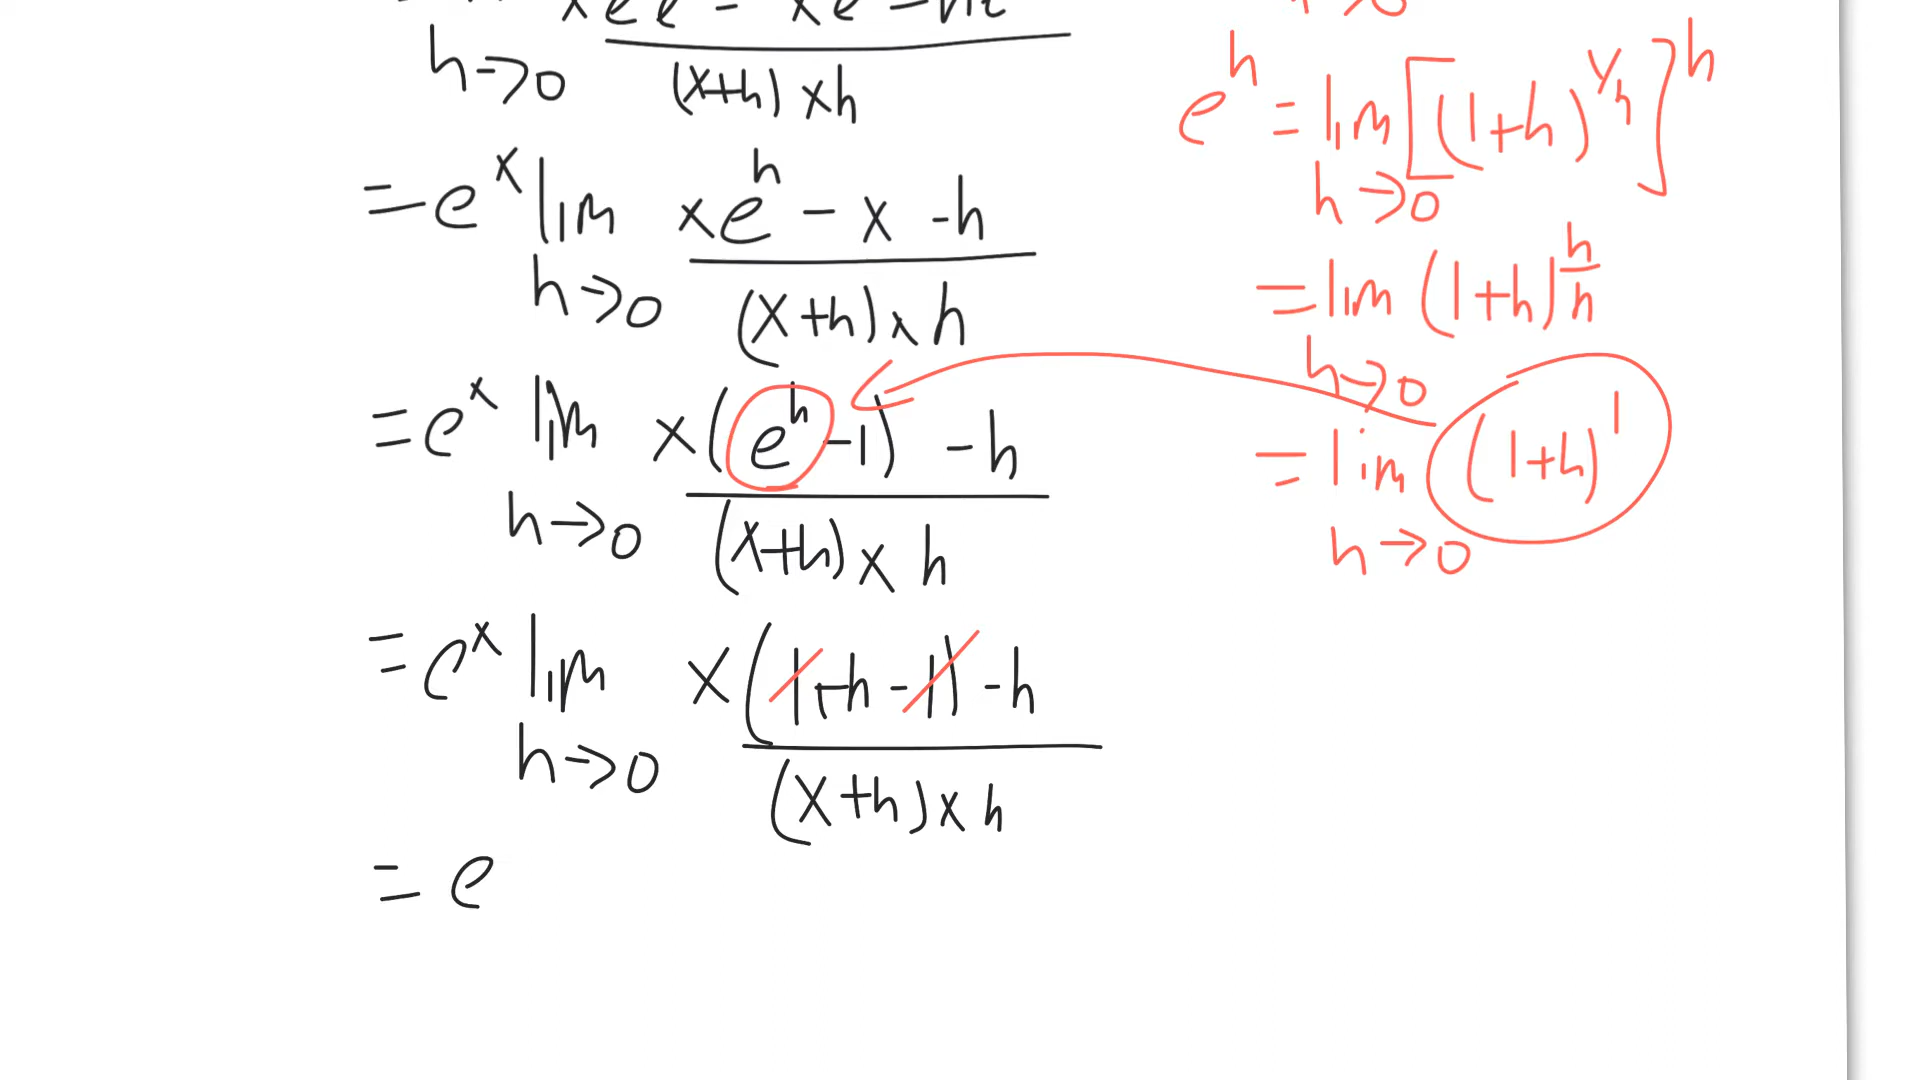 h→0 (x+h)xh
= e^x lim xe^h - x - h
h→0 (x+h)xh
= e^x lim x(e^h - 1) - h
h→0 (x+h)xh
= e^x lim x(1+h-1) - h
h→0 (x+h)xh
= e
h→0
e^h = lim [(1+h)^{1/h}]^h
h→0
= lim (1+h)^{h/h}
h→0
= lim (1+h)^1
h→0